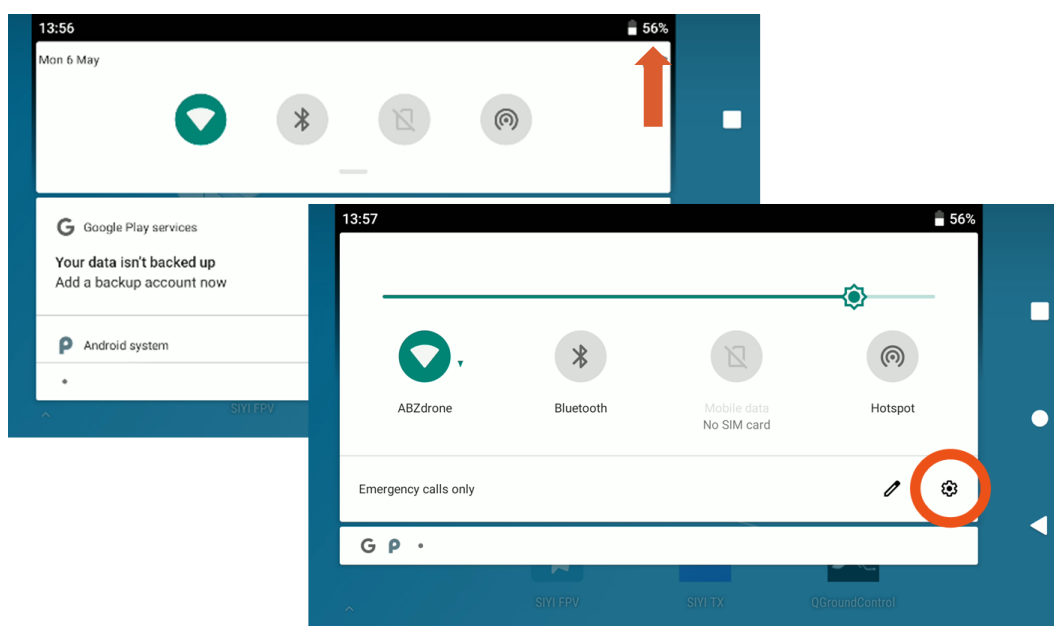 13:56
56%
Mon 6 May
Google Play services
Your data isn't backed up
Add a backup account now
Android system
SIYI FPV
13:57
56%
ABZdrone
Bluetooth
Mobile data
No SIM card
Hotspot
Emergency calls only
SIYI FPV
SIYI TX
QGroundControl